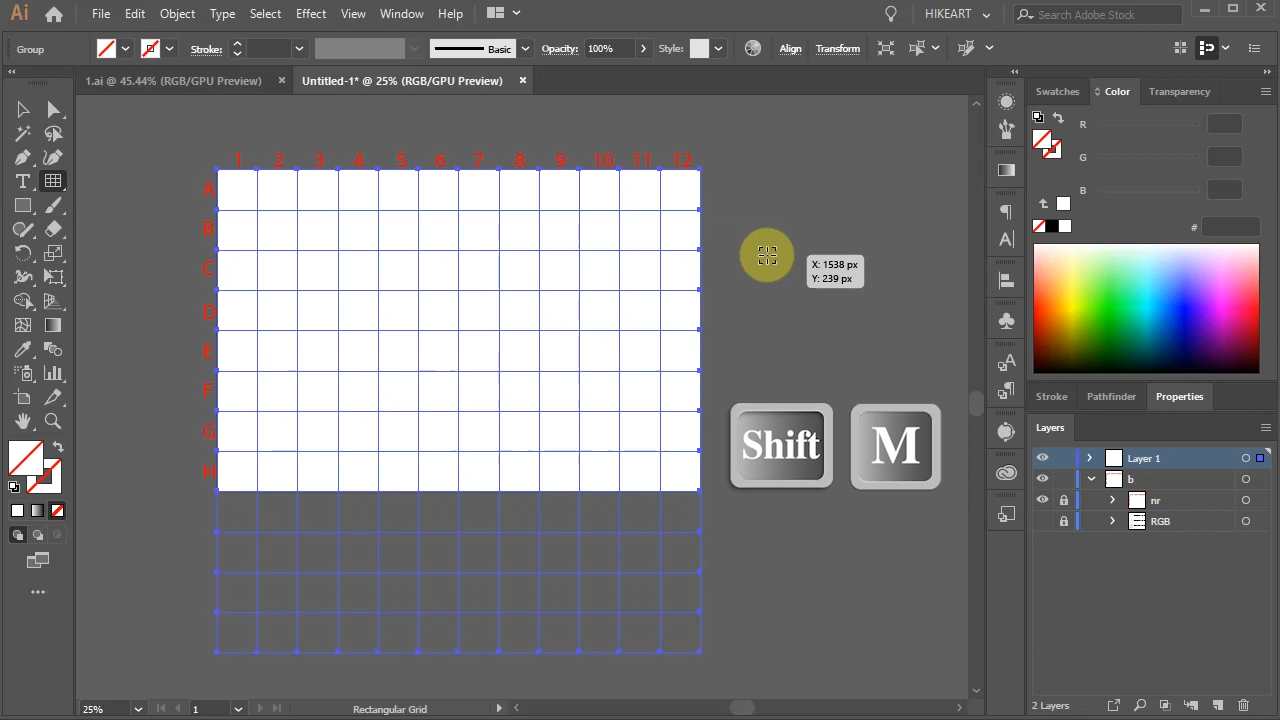 Ai File Edit Object Type Select Effect View Window Help HIKEART Search Adobe Stock
Group Stroke: Basic Opacity: 100% Style: Align Transform
1.ai @ 45.44% (RGB/GPU Preview) × Untitled-1* @ 25% (RGB/GPU Preview) ×
Swatches Color Transparency
R
G
B
#
1 2 3 4 5 6 7 8 9 10 11 12
A
B
C
D
E
F
G
H
X: 1538 px
Y: 239 px
Shift M
Stroke Pathfinder Properties
Layers
Layer 1
b
nr
RGB
25% 1 Rectangular Grid 2 Layers